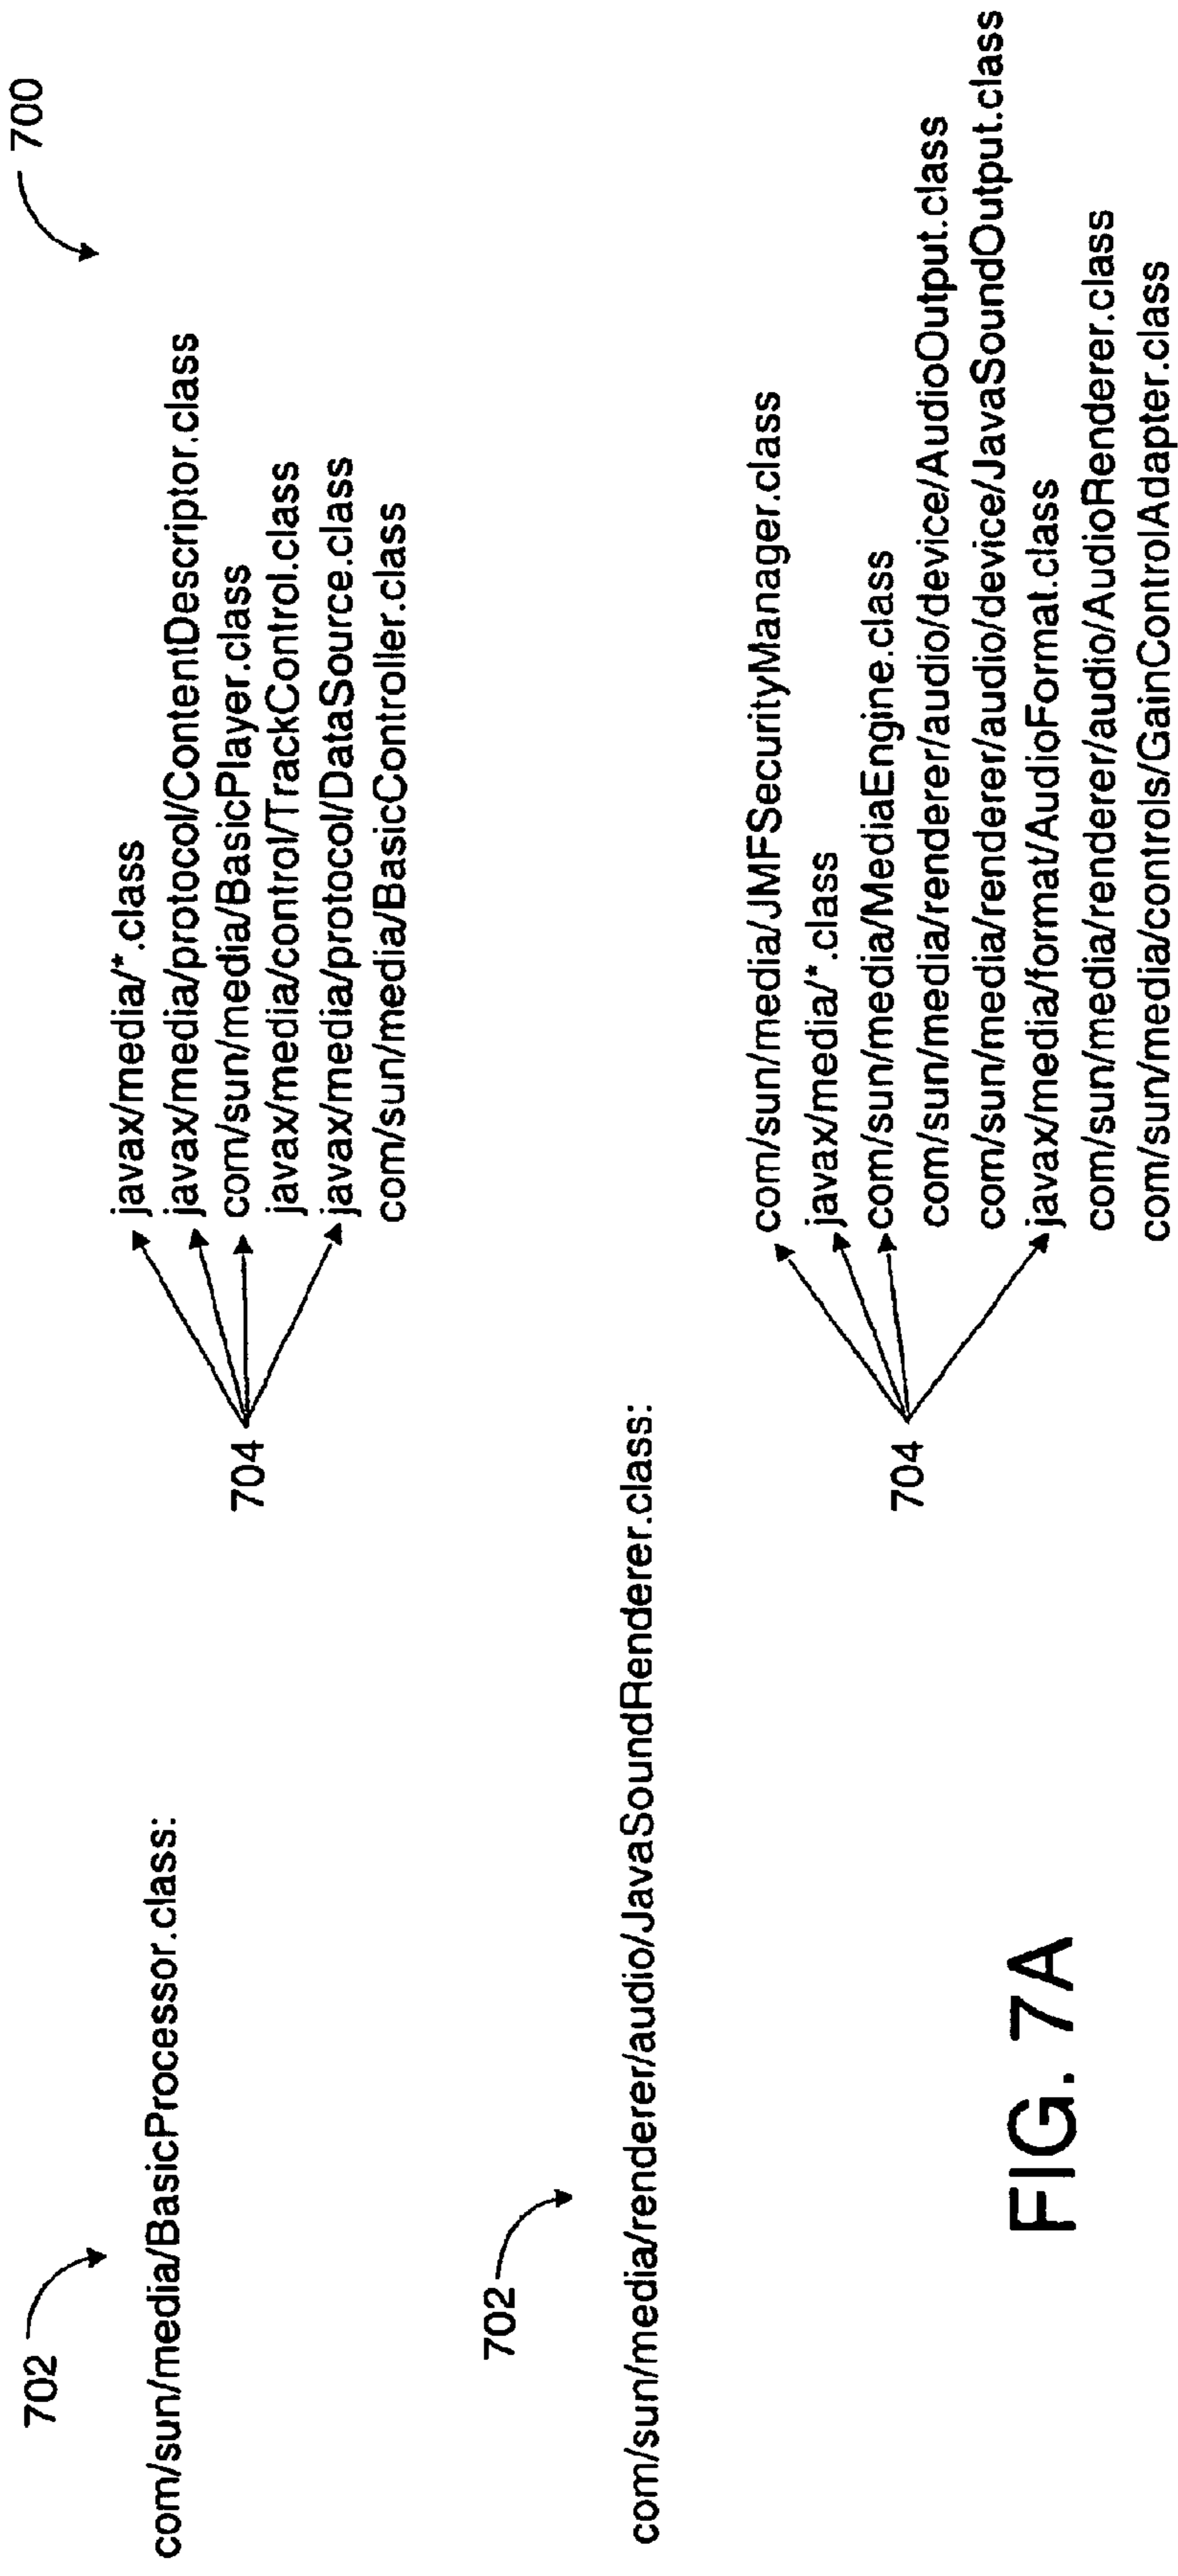 700
702
com/sun/media/BasicProcessor.class:
javax/media/*.class
javax/media/protocol/ContentDescriptor.class
com/sun/media/BasicPlayer.class
javax/media/control/TrackControl.class
javax/media/protocol/DataSource.class
com/sun/media/BasicController.class
704
702
com/sun/media/renderer/audio/JavaSoundRenderer.class:
com/sun/media/JMFSecurityManager.class
javax/media/*.class
com/sun/media/MediaEngine.class
com/sun/media/renderer/audio/device/AudioOutput.class
com/sun/media/renderer/audio/device/JavaSoundOutput.class
javax/media/format/AudioFormat.class
com/sun/media/renderer/audio/AudioRenderer.class
com/sun/media/controls/GainControlAdapter.class
704
FIG. 7A